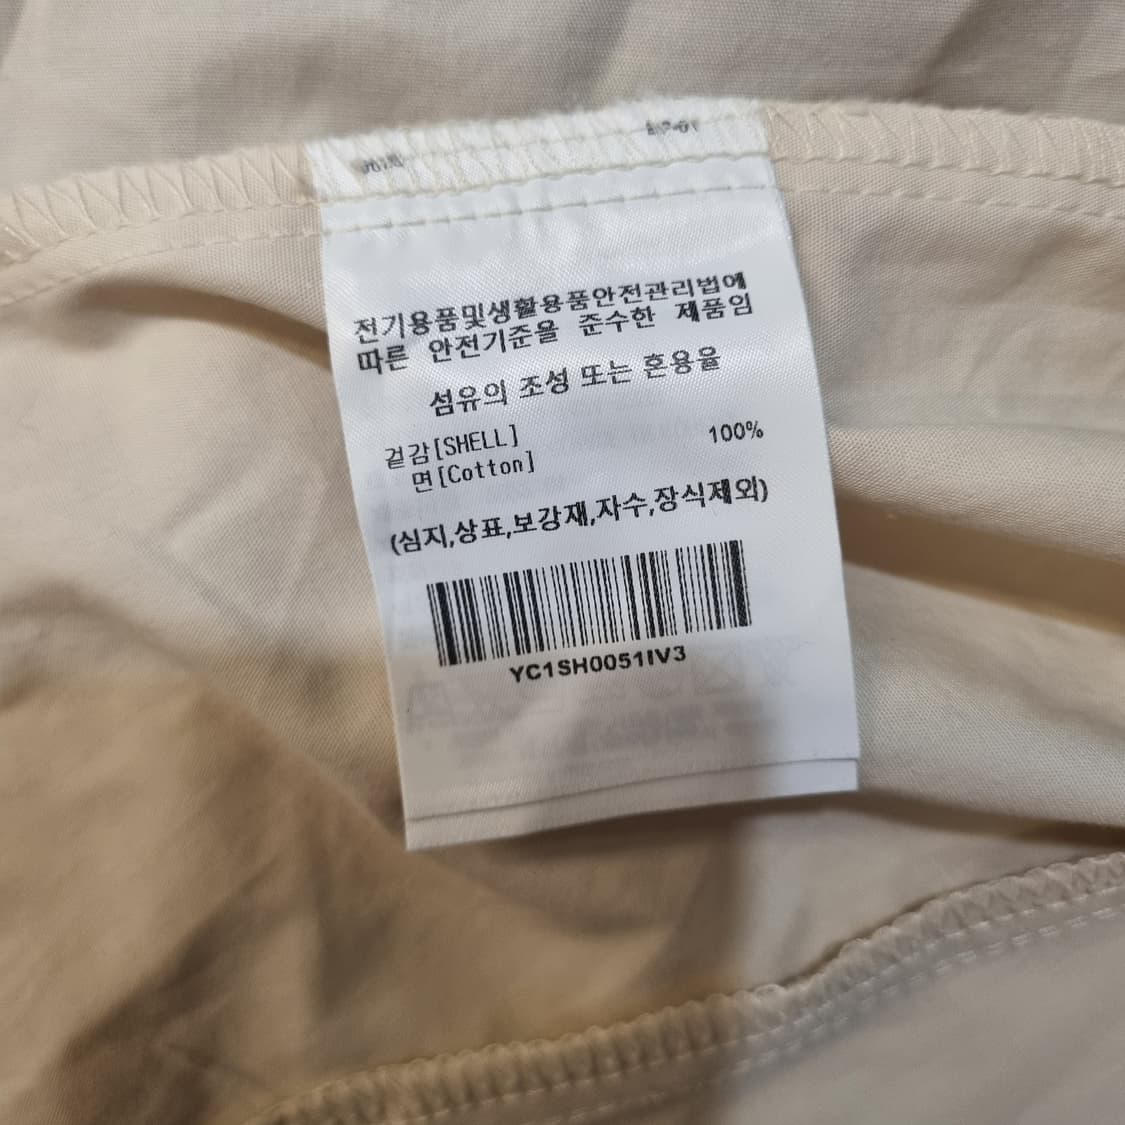 전기용품및생활용품안전관리법에
따른 안전기준을 준수한 제품임
섬유의 조성 또는 혼용율
겉감[SHELL]
면[Cotton] 100%
(심지,상표,보강재,자수,장식제외)
YC1SH0051IV3